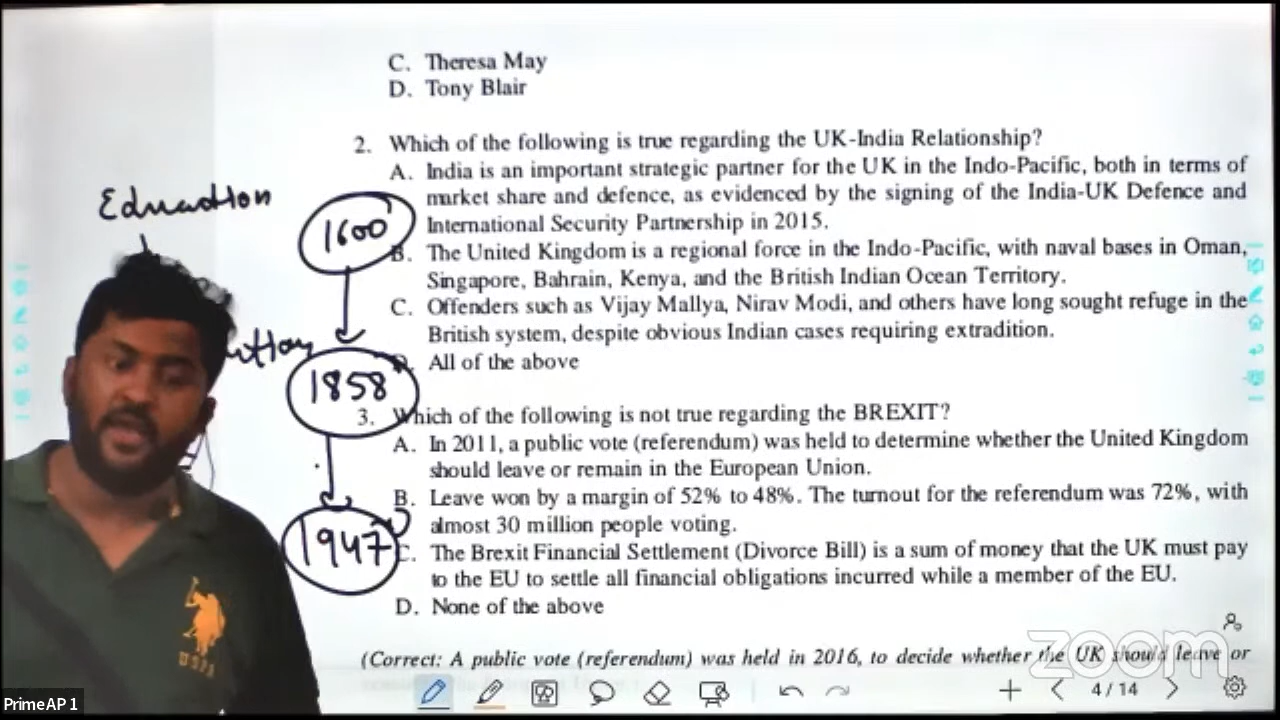 C. Theresa May
D. Tony Blair
2. Which of the following is true regarding the UK-India Relationship?
A. India is an important strategic partner for the UK in the Indo-Pacific, both in terms of
market share and defence, as evidenced by the signing of the India-UK Defence and
International Security Partnership in 2015.
B. The United Kingdom is a regional force in the Indo-Pacific, with naval bases in Oman,
Singapore, Bahrain, Kenya, and the British Indian Ocean Territory.
C. Offenders such as Vijay Mallya, Nirav Modi, and others have long sought refuge in the
British system, despite obvious Indian cases requiring extradition.
D. All of the above
3. Which of the following is not true regarding the BREXIT?
A. In 2011, a public vote (referendum) was held to determine whether the United Kingdom
should leave or remain in the European Union.
B. Leave won by a margin of 52% to 48%. The turnout for the referendum was 72%, with
almost 30 million people voting.
C. The Brexit Financial Settlement (Divorce Bill) is a sum of money that the UK must pay
to the EU to settle all financial obligations incurred while a member of the EU.
D. None of the above
(Correct: A public vote (referendum) was held in 2016, to decide whether the UK should leave or
1600
1858
1947
USPA
zoom
4 / 14
PrimeAP 1